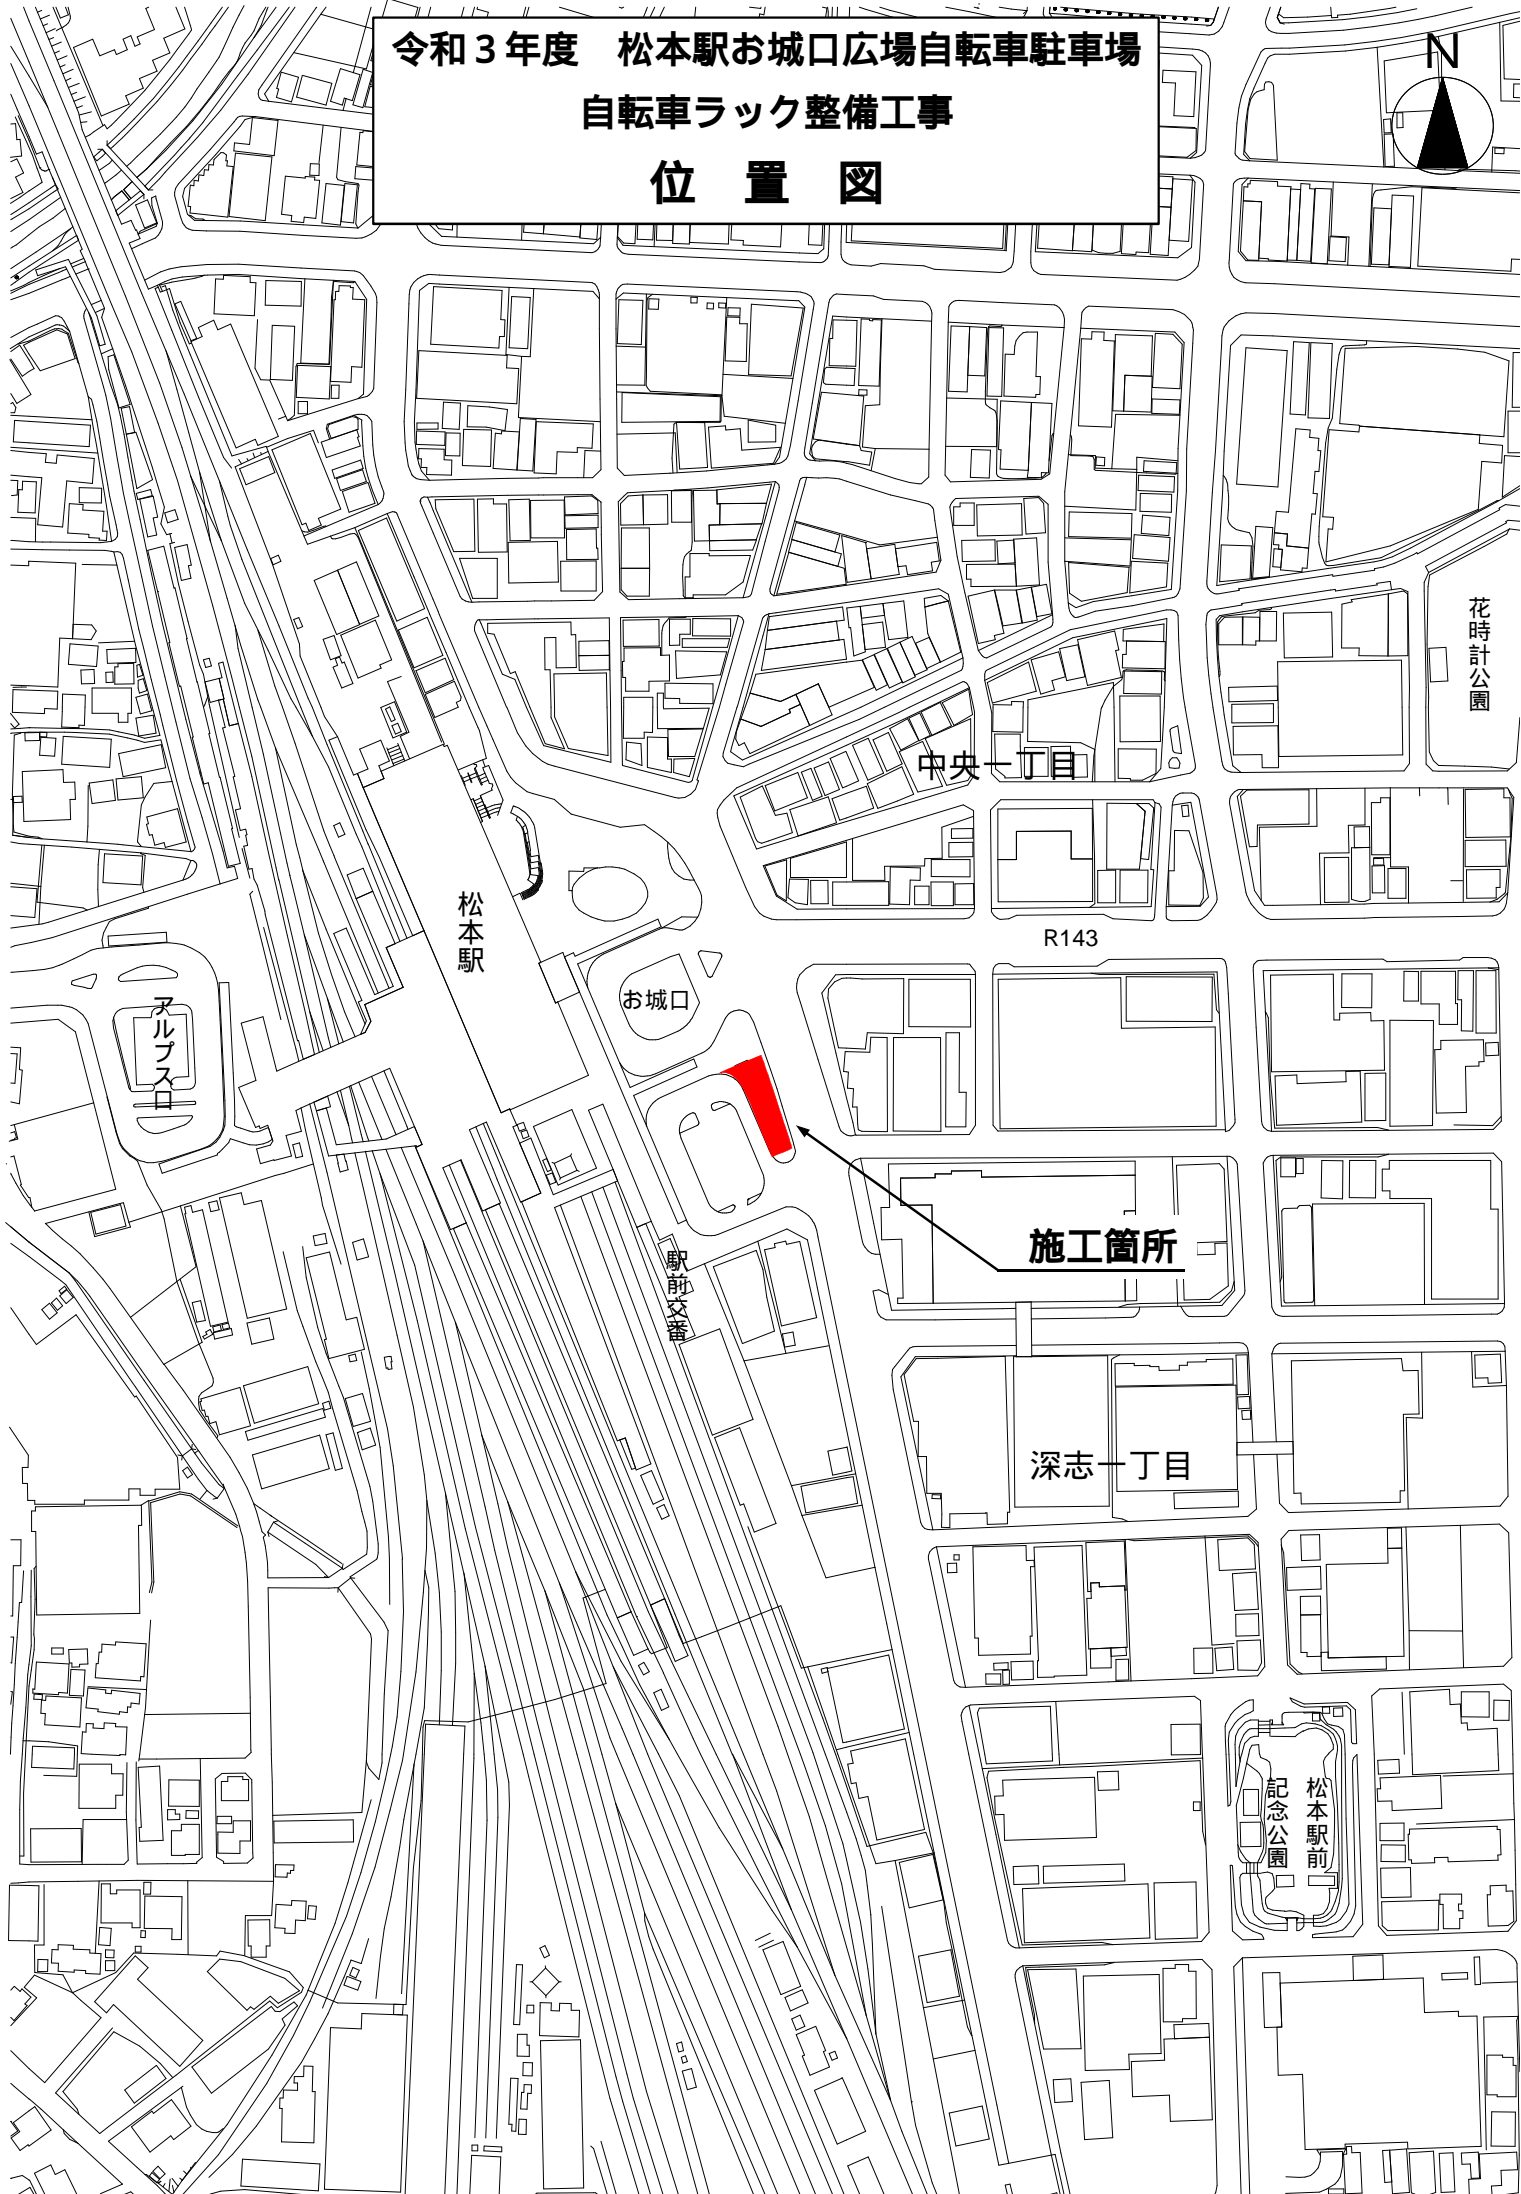 令和３年度　松本駅お城口広場自転車駐車場
自転車ラック整備工事
位　置　図
N
花時計公園
中央一丁目
松本駅
R143
お城口
アルプス口
施工箇所
駅前交番
深志一丁目
松本駅前
記念公園